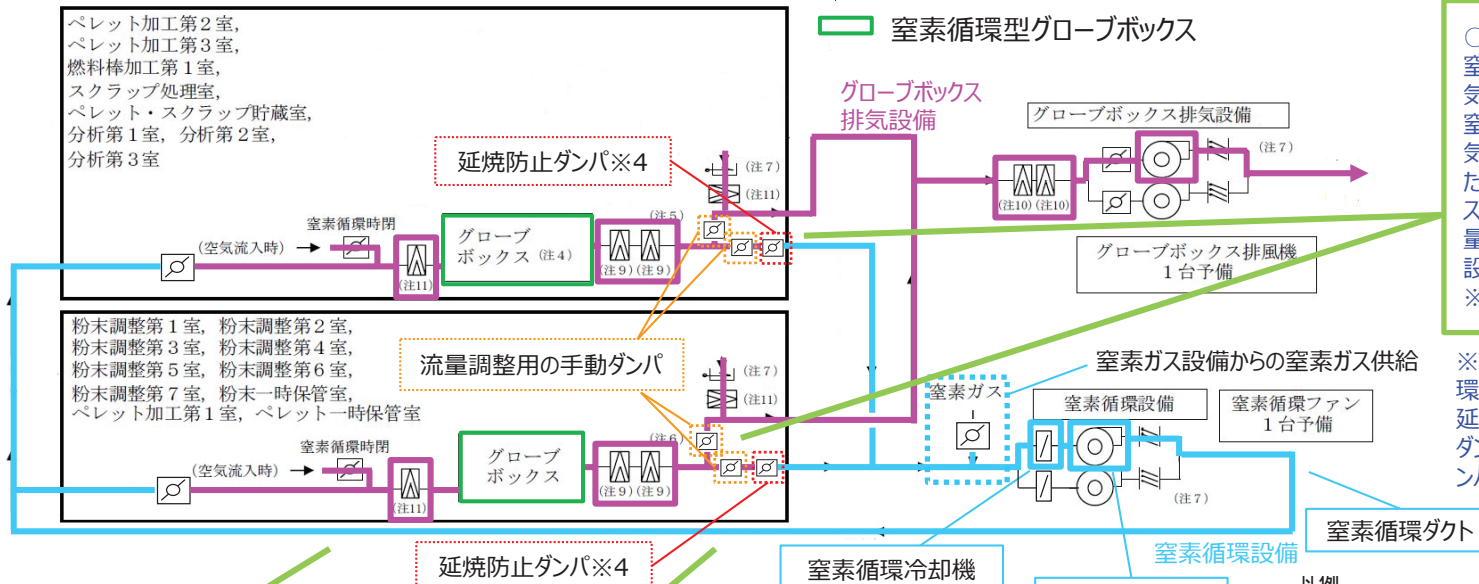 ペレット加工第２室，
ペレット加工第３室，
燃料棒加工第１室，
スクラップ処理室，
ペレット・スクラップ貯蔵室，
分析第１室，分析第２室，
分析第３室
延焼防止ダンパ※4
窒素循環型グローブボックス
グローブボックス
排気設備
グローブボックス排気設備
(注７)
(注10) (注10)
グローブボックス排風機
１台予備
(注７)
(注11)
(注５)
窒素循環時閉
(空気流入時)
(注11)
グローブ
ボックス (注４)
(注９) (注９)
粉末調整第１室，粉末調整第２室，
粉末調整第３室，粉末調整第４室，
粉末調整第５室，粉末調整第６室，
粉末調整第７室，粉末一時保管室，
ペレット加工第１室，ペレット一時保管室
流量調整用の手動ダンパ
(注７)
(注11)
(注６)
窒素循環時閉
(空気流入時)
(注11)
グローブ
ボックス
(注９) (注９)
延焼防止ダンパ※4
窒素ガス設備からの窒素ガス供給
窒素ガス
窒素循環設備
窒素循環ファン
１台予備
(注７)
窒素循環ダクト
窒素循環設備
窒素循環冷却機
○
窒
気
窒
気
た
ス
量
設
※
※
環
延
ダン
ンパ